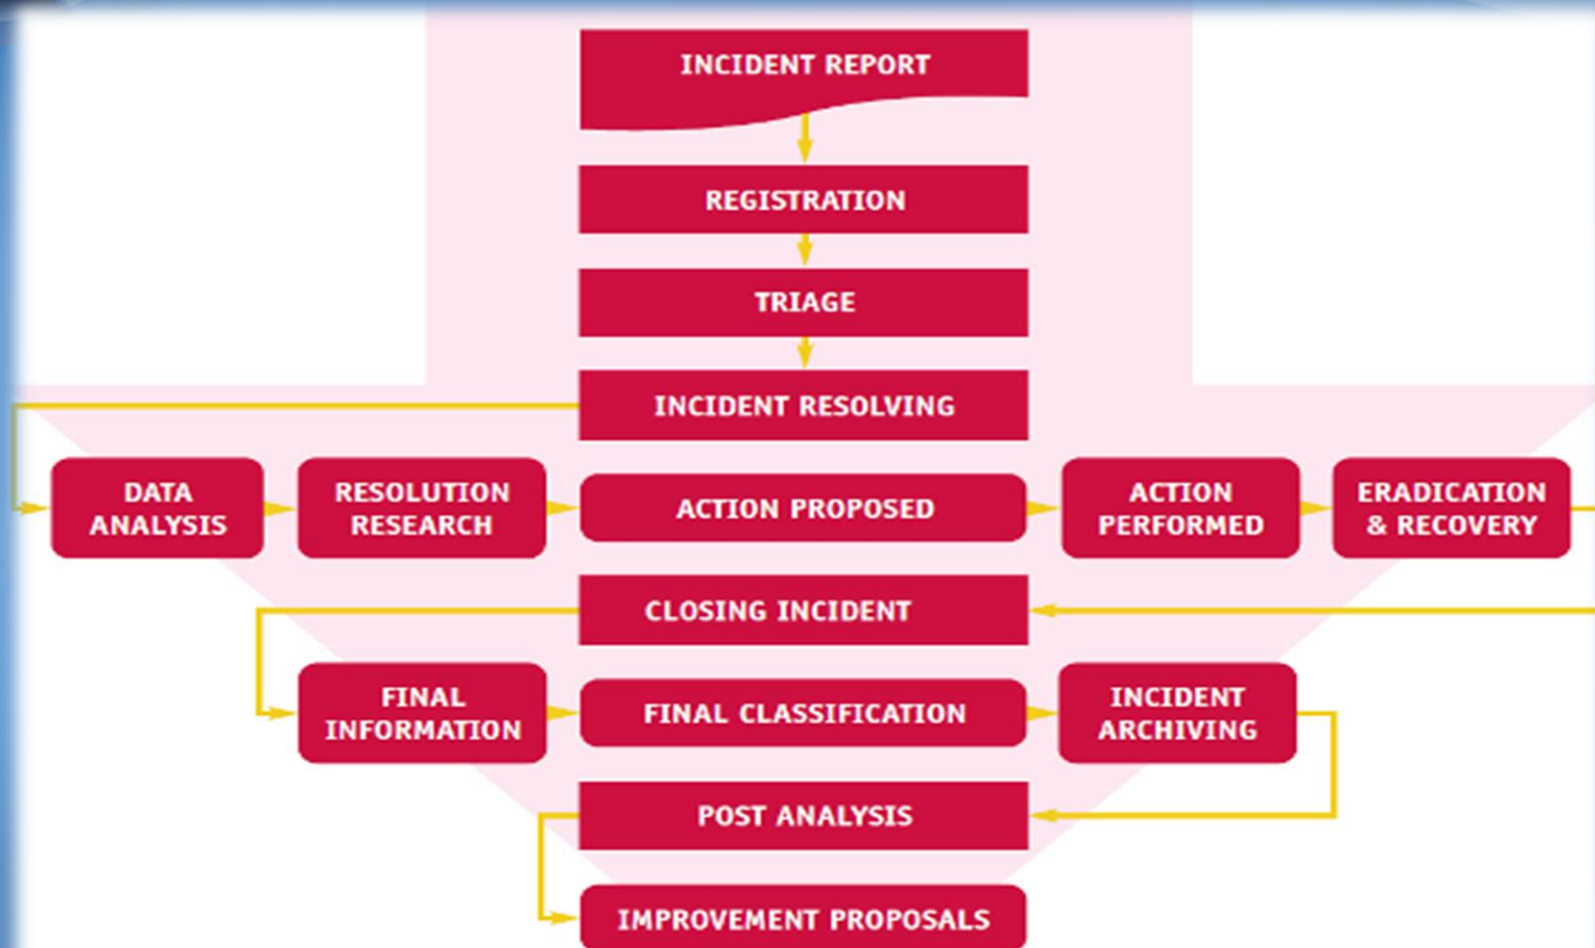 INCIDENT REPORT
REGISTRATION
TRIAGE
INCIDENT RESOLVING
DATA
ANALYSIS
RESOLUTION
RESEARCH
ACTION PROPOSED
ACTION
PERFORMED
ERADICATION
& RECOVERY
CLOSING INCIDENT
FINAL
INFORMATION
FINAL CLASSIFICATION
INCIDENT
ARCHIVING
POST ANALYSIS
IMPROVEMENT PROPOSALS